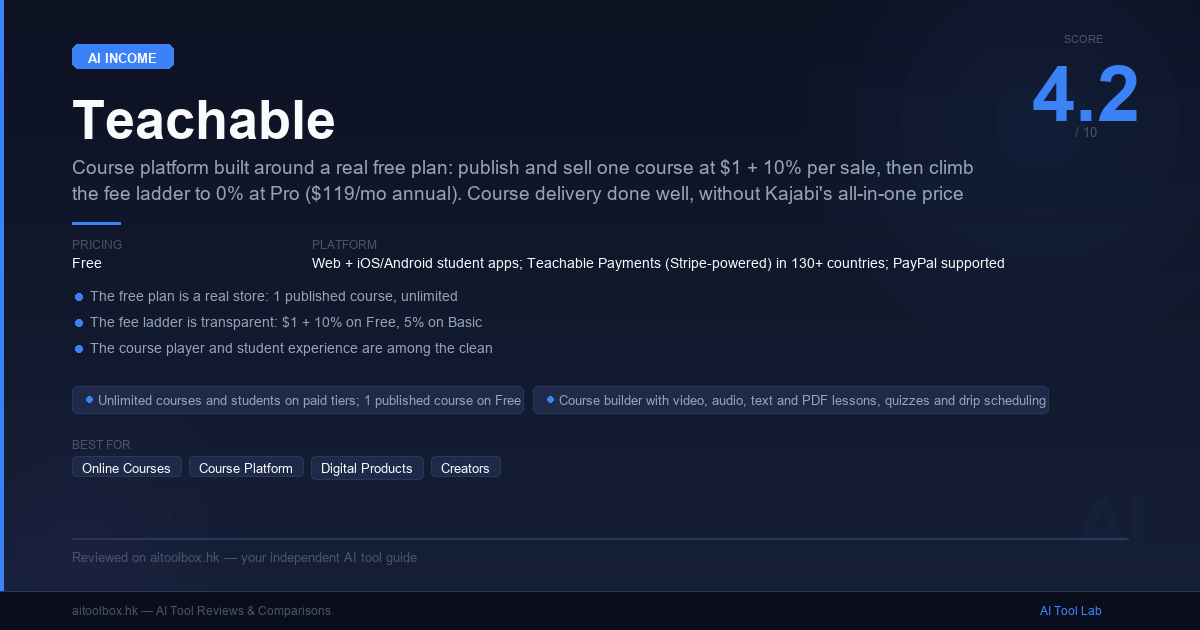 AI INCOME
SCORE
4.2
/ 10
Teachable
Course platform built around a real free plan: publish and sell one course at $1 + 10% per sale, then climb
the fee ladder to 0% at Pro ($119/mo annual). Course delivery done well, without Kajabi's all-in-one price
PRICING
PLATFORM
Free
Web + iOS/Android student apps; Teachable Payments (Stripe-powered) in 130+ countries; PayPal supported
The free plan is a real store: 1 published course, unlimited
The fee ladder is transparent: $1 + 10% on Free, 5% on Basic
The course player and student experience are among the clean
Unlimited courses and students on paid tiers; 1 published course on Free
Course builder with video, audio, text and PDF lessons, quizzes and drip scheduling
BEST FOR
Online Courses
Course Platform
Digital Products
Creators
AI
Reviewed on aitoolbox.hk — your independent AI tool guide
aitoolbox.hk — AI Tool Reviews & Comparisons
AI Tool Lab